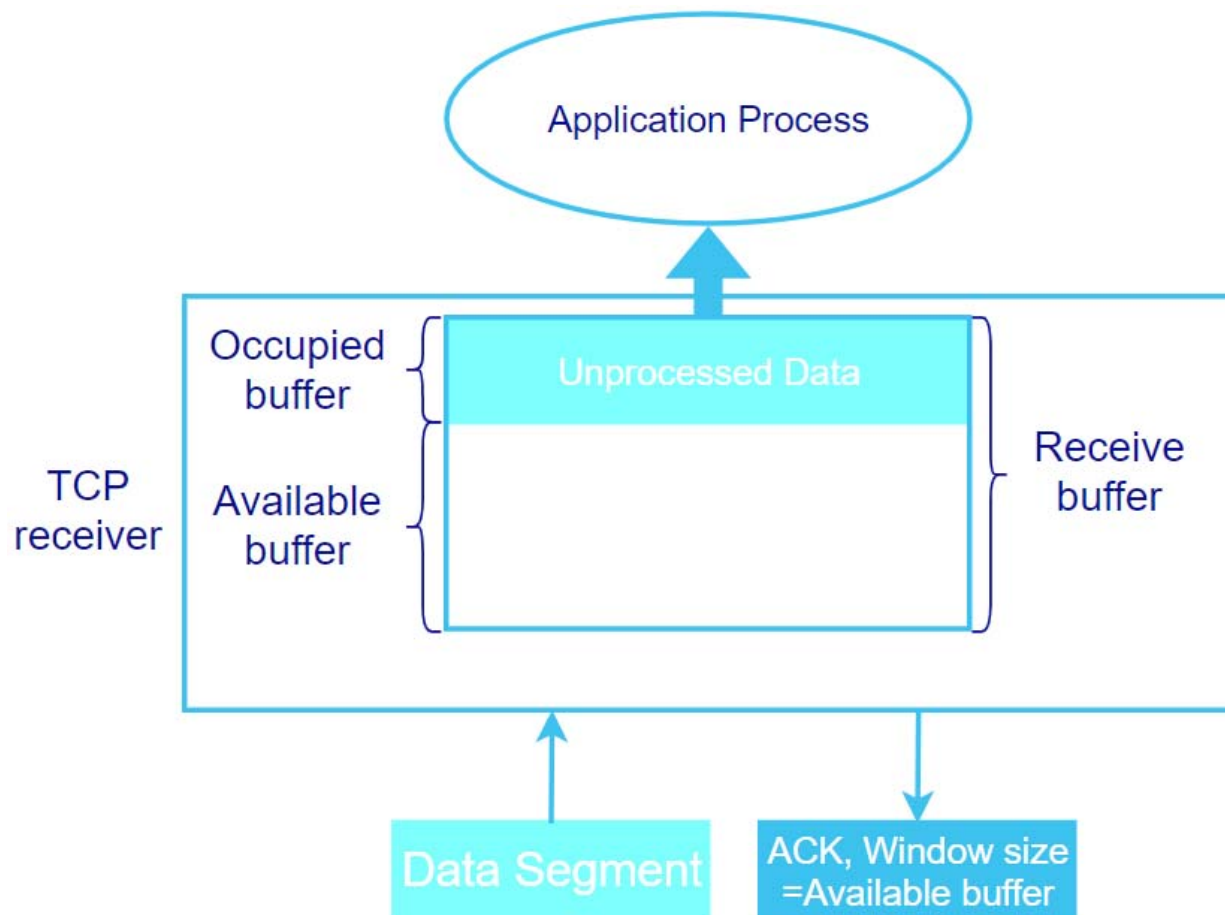 Application Process
Occupied
buffer
Unprocessed Data
TCP
receiver
Available
buffer
Receive
buffer
Data Segment
ACK, Window size
=Available buffer